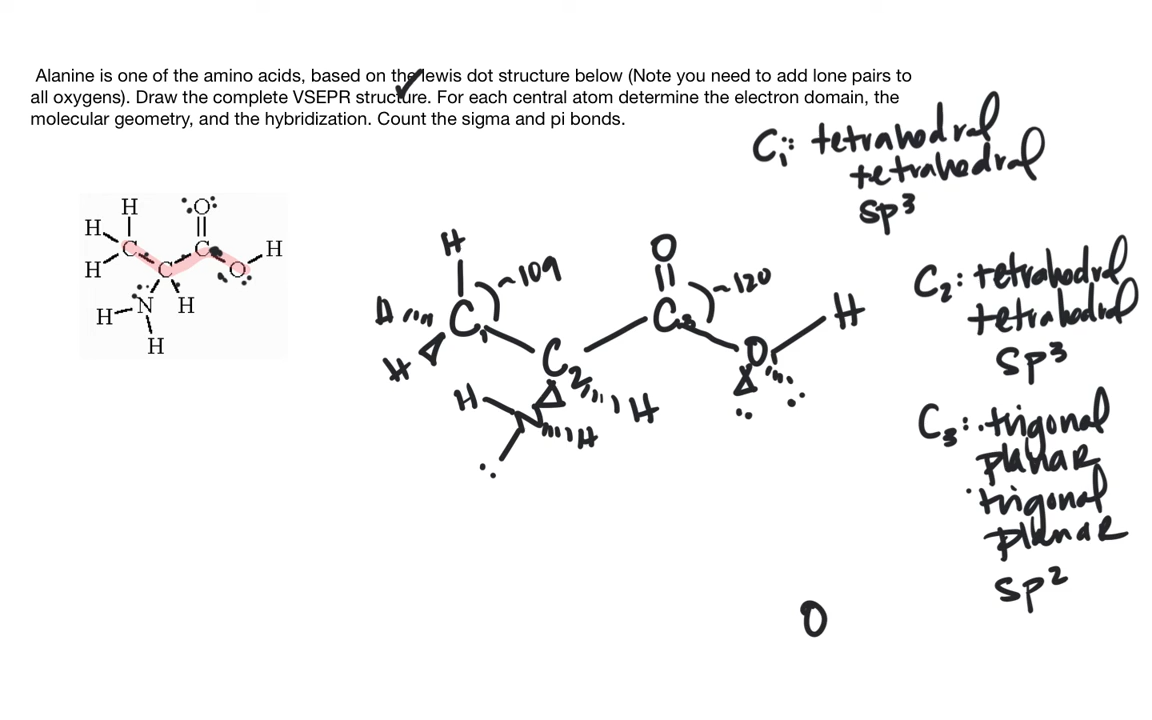 Alanine is one of the amino acids, based on the lewis dot structure below (Note you need to add lone pairs to
all oxygens). Draw the complete VSEPR structure. For each central atom determine the electron domain, the
molecular geometry, and the hybridization. Count the sigma and pi bonds.
C₁: tetrahedral
tetrahedral
sp³
H :O:
H C C H
H C O
H N H
H
H O
~109 ~120
H C₁ C₃ H
H C₂ O
H H
N H
C₂: tetrahedral
tetrahedral
sp³
C₃: trigonal
planar
trigonal
planar
sp²
O